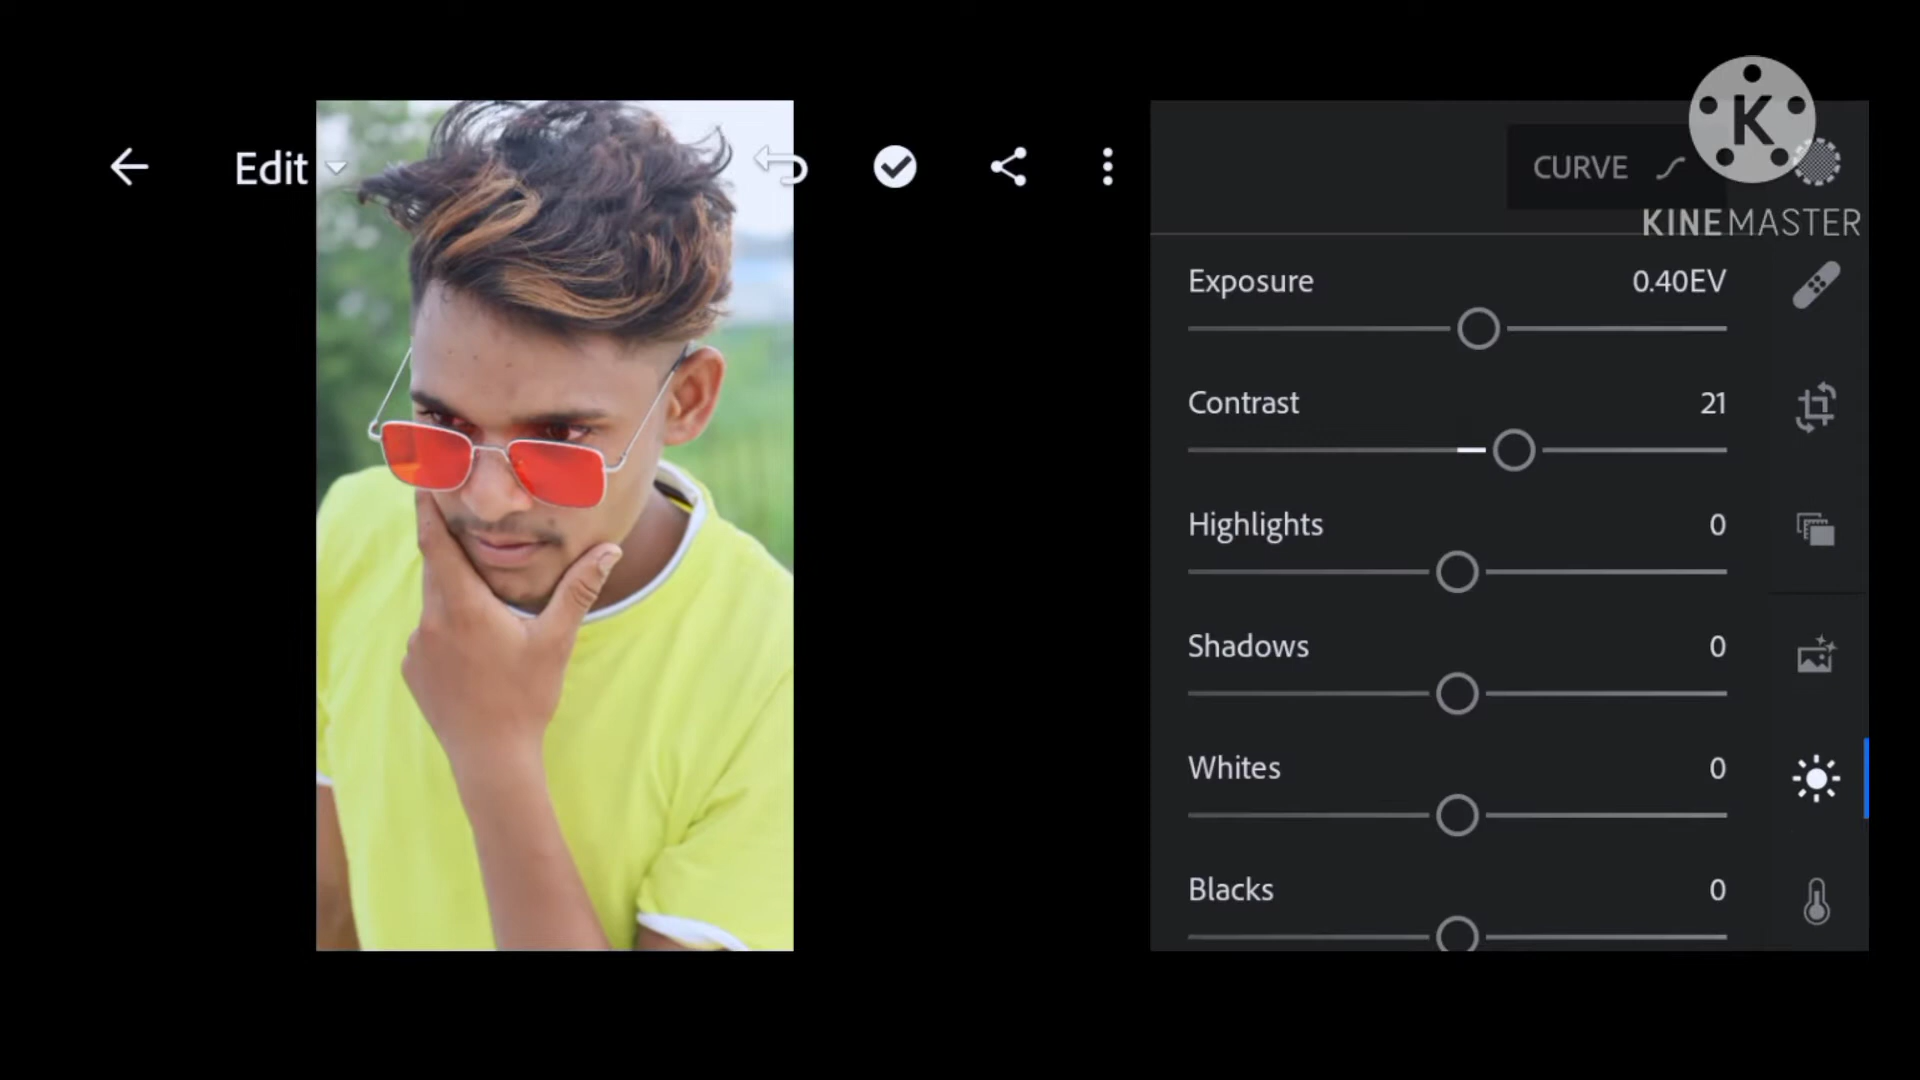 Edit
CURVE
K
KINEMASTER
Exposure 0.40EV
Contrast 21
Highlights 0
Shadows 0
Whites 0
Blacks 0